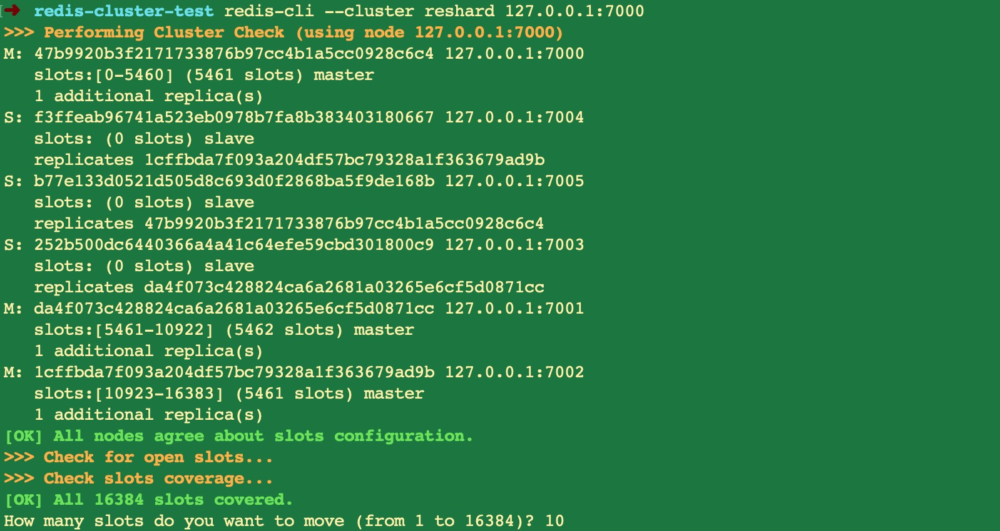 ➜ redis-cluster-test redis-cli --cluster reshard 127.0.0.1:7000
>>> Performing Cluster Check (using node 127.0.0.1:7000)
M: 47b9920b3f2171733876b97cc4b1a5cc0928c6c4 127.0.0.1:7000
slots:[0-5460] (5461 slots) master
1 additional replica(s)
S: f3ffeab96741a523eb0978b7fa8b383403180667 127.0.0.1:7004
slots: (0 slots) slave
replicates 1cffbda7f093a204df57bc79328a1f363679ad9b
S: b77e133d0521d505d8c693d0f2868ba5f9de168b 127.0.0.1:7005
slots: (0 slots) slave
replicates 47b9920b3f2171733876b97cc4b1a5cc0928c6c4
S: 252b500dc6440366a4a41c64efe59cbd301800c9 127.0.0.1:7003
slots: (0 slots) slave
replicates da4f073c428824ca6a2681a03265e6cf5d0871cc
M: da4f073c428824ca6a2681a03265e6cf5d0871cc 127.0.0.1:7001
slots:[5461-10922] (5462 slots) master
1 additional replica(s)
M: 1cffbda7f093a204df57bc79328a1f363679ad9b 127.0.0.1:7002
slots:[10923-16383] (5461 slots) master
1 additional replica(s)
[OK] All nodes agree about slots configuration.
>>> Check for open slots...
>>> Check slots coverage...
[OK] All 16384 slots covered.
How many slots do you want to move (from 1 to 16384)? 10